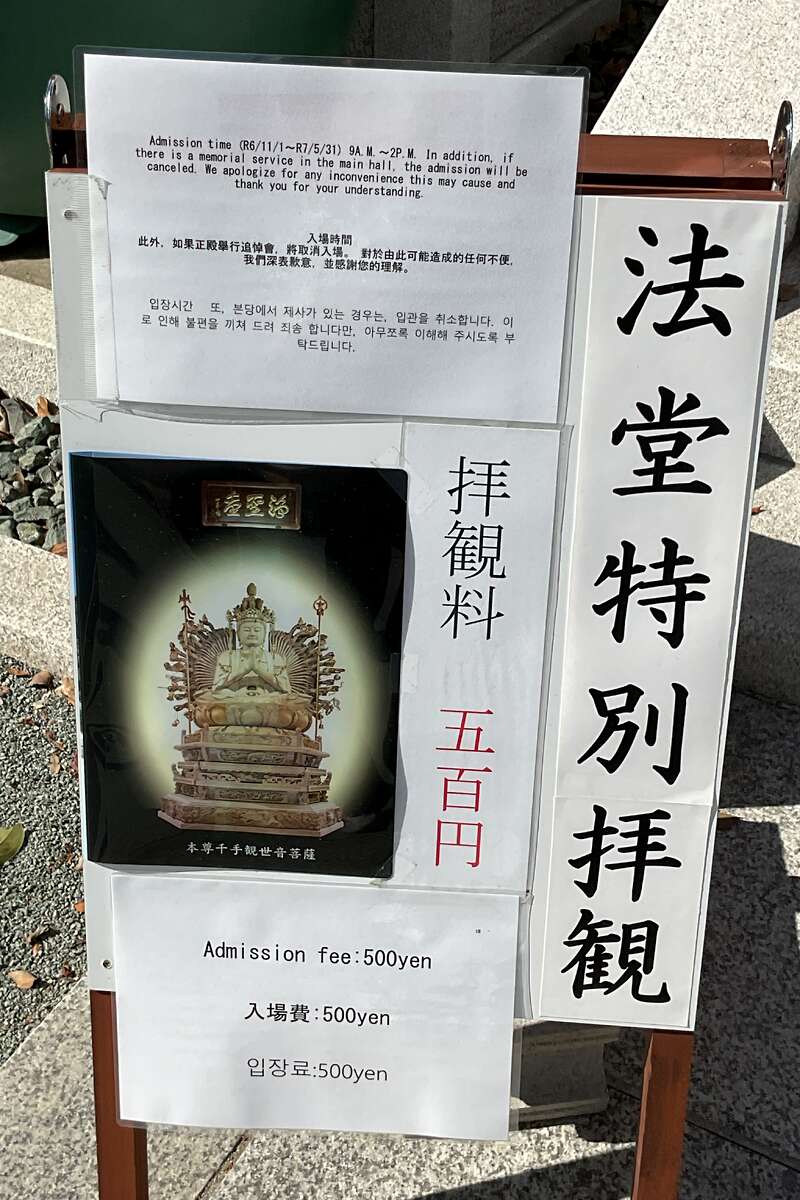 Admission time (R6/11/1～R7/5/31) 9A.M.～2P.M. In addition, if
there is a memorial service in the main hall, the admission will be
canceled. We apologize for any inconvenience this may cause and
thank you for your understanding.
入場時間
此外，如果正殿舉行追悼會，將取消入場。 對於由此可能造成的任何不便，
我們深表歉意，並感謝您的理解。
입장시간 또, 본당에서 제사가 있는 경우는, 입관을 취소합니다. 이
로 인해 불편을 끼쳐 드려 죄송 합니다만, 아무쪼록 이해해 주시도록 부
탁드립니다.
法堂特別拝観
拝観料 五百円
本尊千手観世音菩薩
Admission fee:500yen
入場費:500yen
입장료:500yen